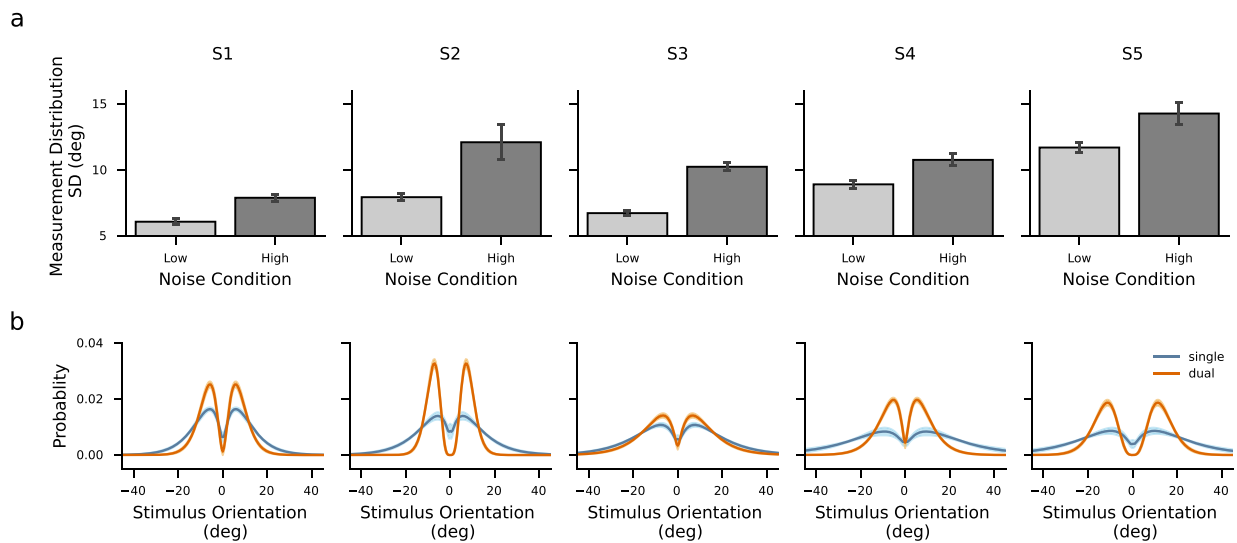 a
S1
S2
S3
S4
S5
Measurement Distribution
SD (deg)
15
10
5
Low
High
Low
High
Low
High
Low
High
Low
High
Noise Condition
Noise Condition
Noise Condition
Noise Condition
Noise Condition
b
Probablity
0.04
0.02
0.00
single
dual
−40 −20 0 20 40
−40 −20 0 20 40
−40 −20 0 20 40
−40 −20 0 20 40
−40 −20 0 20 40
Stimulus Orientation
(deg)
Stimulus Orientation
(deg)
Stimulus Orientation
(deg)
Stimulus Orientation
(deg)
Stimulus Orientation
(deg)